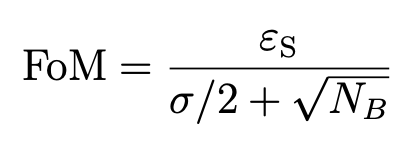 FoM = ε_S / (σ/2 + √N_B)